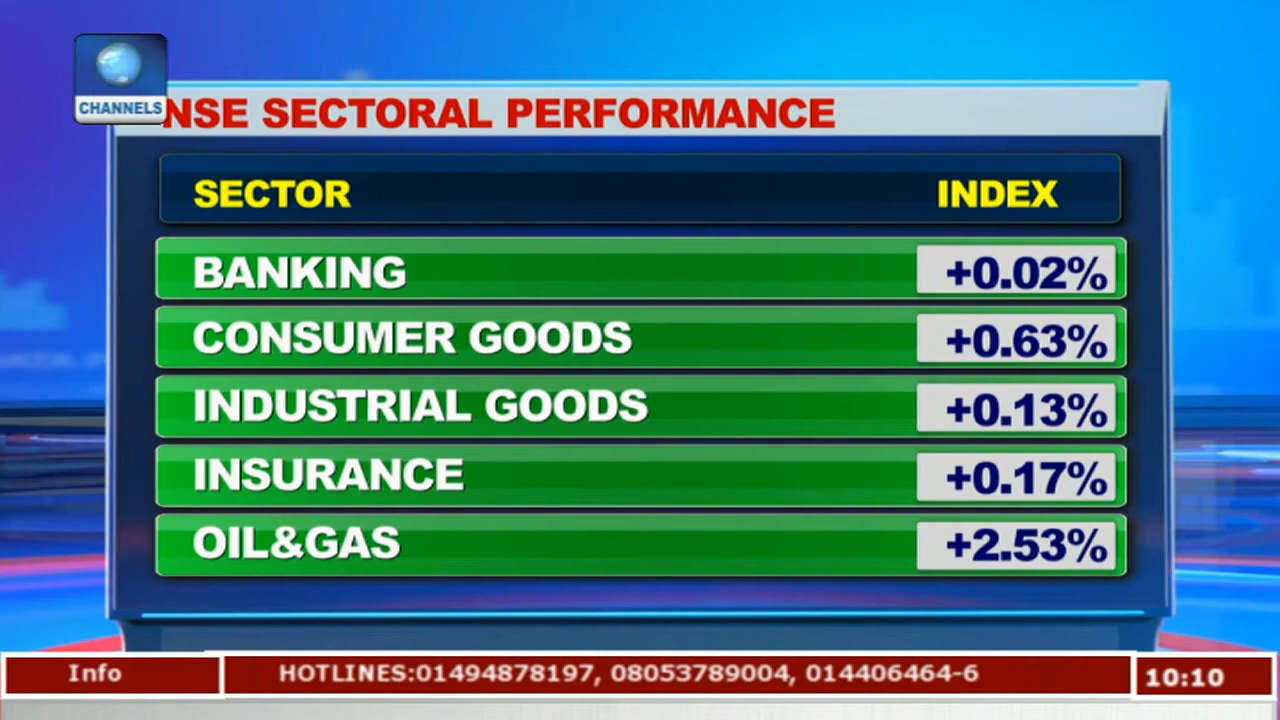 CHANNELS
NSE SECTORAL PERFORMANCE
SECTOR INDEX
BANKING +0.02%
CONSUMER GOODS +0.63%
INDUSTRIAL GOODS +0.13%
INSURANCE +0.17%
OIL&GAS +2.53%
Info HOTLINES:01494878197, 08053789004, 014406464-6 10:10